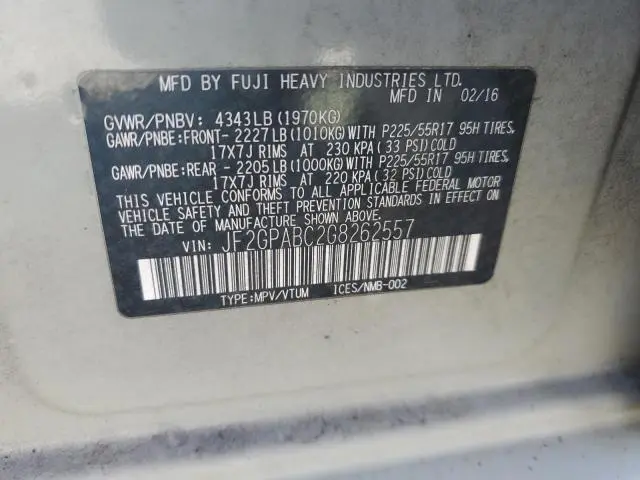 MFD BY FUJI HEAVY INDUSTRIES LTD.
MFD IN 02/16
GVWR/PNBV: 4343LB(1970KG)
GAWR/PNBE:FRONT-2227LB(1010KG)WITH P225/55R17 95H TIRES,
17X7J RIMS AT 230 KPA(33 PSI)COLD
GAWR/PNBE:REAR -2205LB(1000KG)WITH P225/55R17 95H TIRES,
17X7J RIMS AT 220 KPA(32 PSI)COLD
THIS VEHICLE CONFORMS TO ALL APPLICABLE FEDERAL MOTOR
VEHICLE SAFETY AND THEFT PREVENTION STANDARDS IN EFFECT ON
THE DATE OF MANUFACTURE SHOWN ABOVE.
VIN: JF2GPABC2G8262557
TYPE:MPV/VTUM ICES/NMB-002